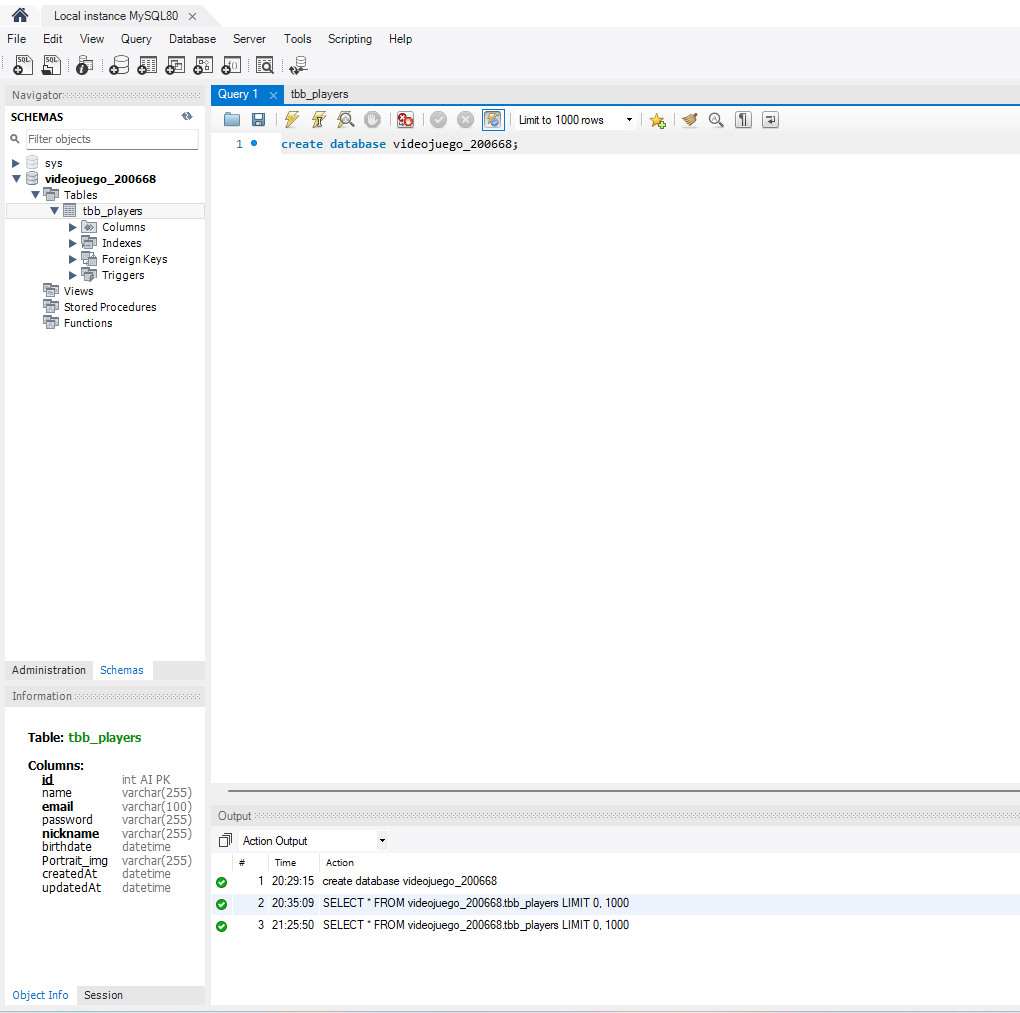 Local instance MySQL80
File Edit View Query Database Server Tools Scripting Help
Navigator
SCHEMAS
Filter objects
sys
videojuego_200668
Tables
tbb_players
Columns
Indexes
Foreign Keys
Triggers
Views
Stored Procedures
Functions
Administration Schemas
Information
Table: tbb_players
Columns:
id int AI PK
name varchar(255)
email varchar(100)
password varchar(255)
nickname varchar(255)
birthdate datetime
Portrait_img varchar(255)
createdAt datetime
updatedAt datetime
Object Info Session
Query 1 tbb_players
Limit to 1000 rows
1 create database videojuego_200668;
Output
Action Output
# Time Action
1 20:29:15 create database videojuego_200668
2 20:35:09 SELECT * FROM videojuego_200668.tbb_players LIMIT 0, 1000
3 21:25:50 SELECT * FROM videojuego_200668.tbb_players LIMIT 0, 1000